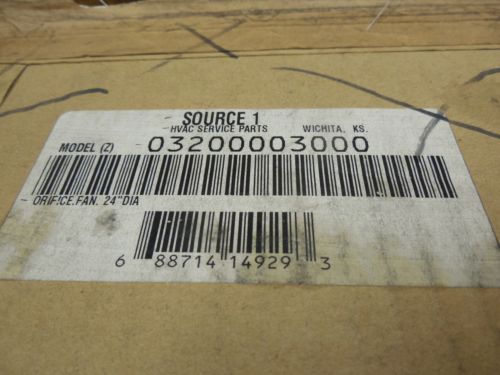 SOURCE 1
HVAC SERVICE PARTS WICHITA, KS.
MODEL (Z) 03200003000
ORIFICE.FAN. 24"DIA
6 88714 14929 3